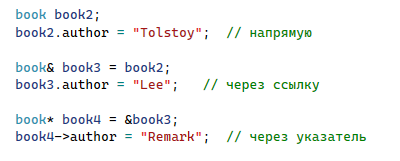 book book2;
book2.author = "Tolstoy";  // напрямую
book& book3 = book2;
book3.author = "Lee";   // через ссылку
book* book4 = &book3;
book4->author = "Remark";  // через указатель